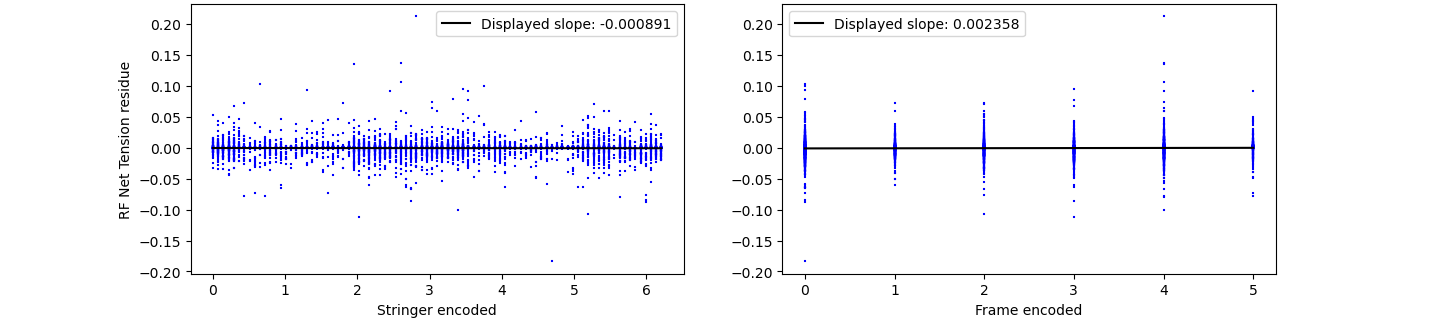 0.20
0.15
0.10
0.05
0.00
−0.05
−0.10
−0.15
−0.20
RF Net Tension residue
Displayed slope: -0.000891
0 1 2 3 4 5 6
Stringer encoded
0.20
0.15
0.10
0.05
0.00
−0.05
−0.10
−0.15
−0.20
Displayed slope: 0.002358
0 1 2 3 4 5
Frame encoded